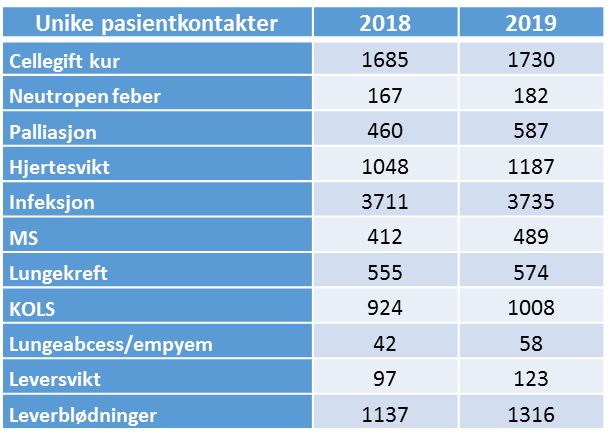 Unike pasientkontakter 2018 2019
Cellegift kur 1685 1730
Neutropen feber 167 182
Palliasjon 460 587
Hjertesvikt 1048 1187
Infeksjon 3711 3735
MS 412 489
Lungekreft 555 574
KOLS 924 1008
Lungeabcess/empyem 42 58
Leversvikt 97 123
Leverblødninger 1137 1316